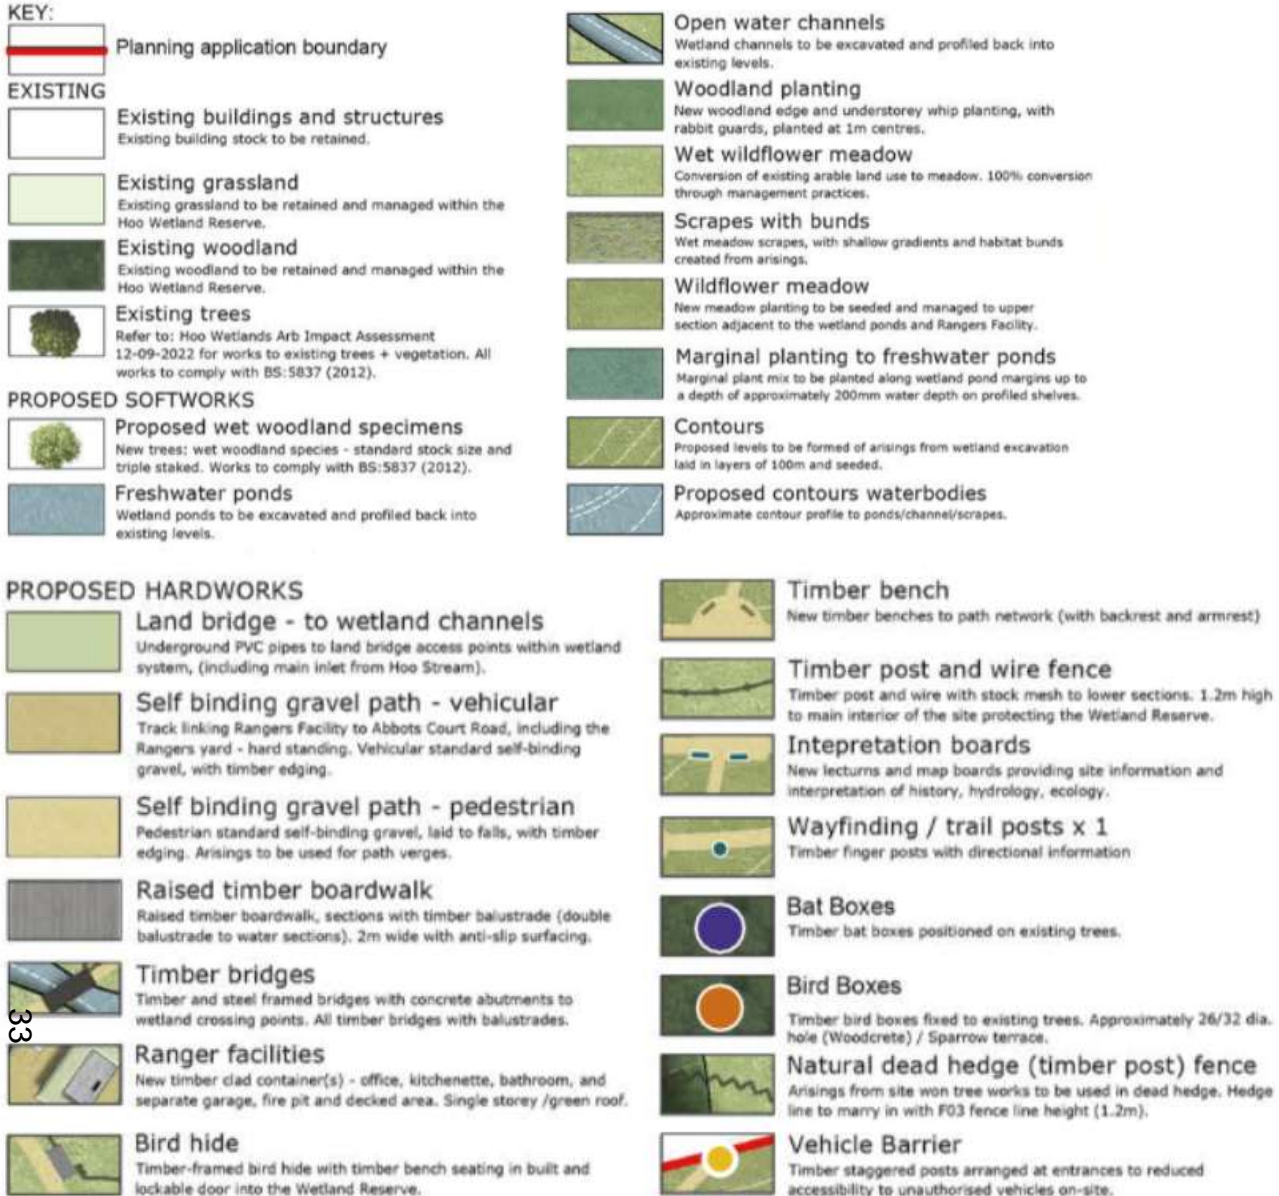 KEY:
Planning application boundary
EXISTING
Existing buildings and structures
Existing building stock to be retained.
Existing grassland
Existing grassland to be retained and managed within the
Hoo Wetland Reserve.
Existing woodland
Existing woodland to be retained and managed within the
Hoo Wetland Reserve.
Existing trees
Refer to: Hoo Wetlands Arb Impact Assessment
12-09-2022 for works to existing trees + vegetation. All
works to comply with BS:5837 (2012).
PROPOSED SOFTWORKS
Proposed wet woodland specimens
New trees: wet woodland species - standard stock size and
triple staked. Works to comply with BS:5837 (2012).
Freshwater ponds
Wetland ponds to be excavated and profiled back into
existing levels.
Open water channels
Wetland channels to be excavated and profiled back into
existing levels.
Woodland planting
New woodland edge and understorey whip planting, with
rabbit guards, planted at 1m centres.
Wet wildflower meadow
Conversion of existing arable land use to meadow. 100% conversion
through management practices.
Scrapes with bunds
Wet meadow scrapes, with shallow gradients and habitat bunds
created from arisings.
Wildflower meadow
New meadow planting to be seeded and managed to upper
section adjacent to the wetland ponds and Rangers Facility.
Marginal planting to freshwater ponds
Marginal plant mix to be planted along wetland pond margins up to
a depth of approximately 200mm water depth on profiled shelves.
Contours
Proposed levels to be formed of arisings from wetland excavation
laid in layers of 100m and seeded.
Proposed contours waterbodies
Approximate contour profile to ponds/channel/scrapes.
PROPOSED HARDWORKS
Land bridge - to wetland channels
Underground PVC pipes to land bridge access points within wetland
system, (including main inlet from Hoo Stream).
Self binding gravel path - vehicular
Track linking Rangers Facility to Abbots Court Road, including the
Rangers yard - hard standing. Vehicular standard self-binding
gravel, with timber edging.
Self binding gravel path - pedestrian
Pedestrian standard self-binding gravel, laid to falls, with timber
edging. Arisings to be used for path verges.
Raised timber boardwalk
Raised timber boardwalk, sections with timber balustrade (double
balustrade to water sections). 2m wide with anti-slip surfacing.
Timber bridges
Timber and steel framed bridges with concrete abutments to
wetland crossing points. All timber bridges with balustrades.
33
Ranger facilities
New timber clad container(s) - office, kitchenette, bathroom, and
separate garage, fire pit and decked area. Single storey /green roof.
Bird hide
Timber-framed bird hide with timber bench seating in built and
lockable door into the Wetland Reserve.
Timber bench
New timber benches to path network (with backrest and armrest)
Timber post and wire fence
Timber post and wire with stock mesh to lower sections. 1.2m high
to main interior of the site protecting the Wetland Reserve.
Intepretation boards
New lecturns and map boards providing site information and
interpretation of history, hydrology, ecology.
Wayfinding / trail posts x 1
Timber finger posts with directional information
Bat Boxes
Timber bat boxes positioned on existing trees.
Bird Boxes
Timber bird boxes fixed to existing trees. Approximately 26/32 dia.
hole (Woodcrete) / Sparrow terrace.
Natural dead hedge (timber post) fence
Arisings from site won tree works to be used in dead hedge. Hedge
line to marry in with F03 fence line height (1.2m).
Vehicle Barrier
Timber staggered posts arranged at entrances to reduced
accessibility to unauthorised vehicles on-site.